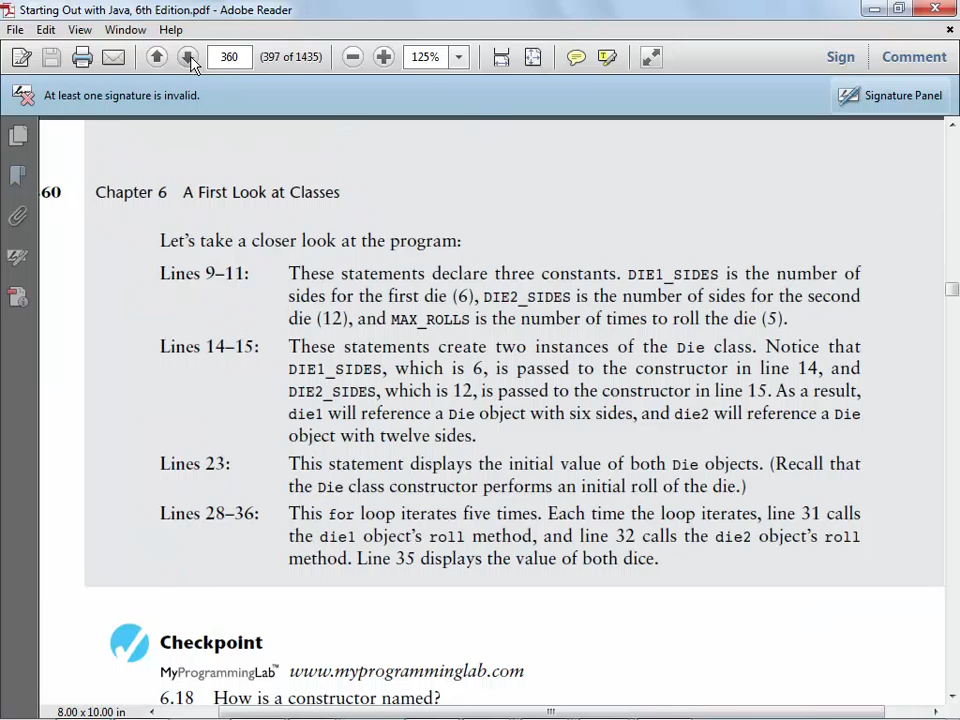 Starting Out with Java, 6th Edition.pdf - Adobe Reader
File Edit View Window Help
360 (397 of 1435) 125% Sign Comment
At least one signature is invalid. Signature Panel
60 Chapter 6 A First Look at Classes
Let's take a closer look at the program:
Lines 9–11: These statements declare three constants. DIE1_SIDES is the number of
sides for the first die (6), DIE2_SIDES is the number of sides for the second
die (12), and MAX_ROLLS is the number of times to roll the die (5).
Lines 14–15: These statements create two instances of the Die class. Notice that
DIE1_SIDES, which is 6, is passed to the constructor in line 14, and
DIE2_SIDES, which is 12, is passed to the constructor in line 15. As a result,
die1 will reference a Die object with six sides, and die2 will reference a Die
object with twelve sides.
Lines 23: This statement displays the initial value of both Die objects. (Recall that
the Die class constructor performs an initial roll of the die.)
Lines 28–36: This for loop iterates five times. Each time the loop iterates, line 31 calls
the die1 object's roll method, and line 32 calls the die2 object's roll
method. Line 35 displays the value of both dice.
Checkpoint
MyProgrammingLab™ www.myprogramminglab.com
6.18 How is a constructor named?
8.00 x 10.00 in